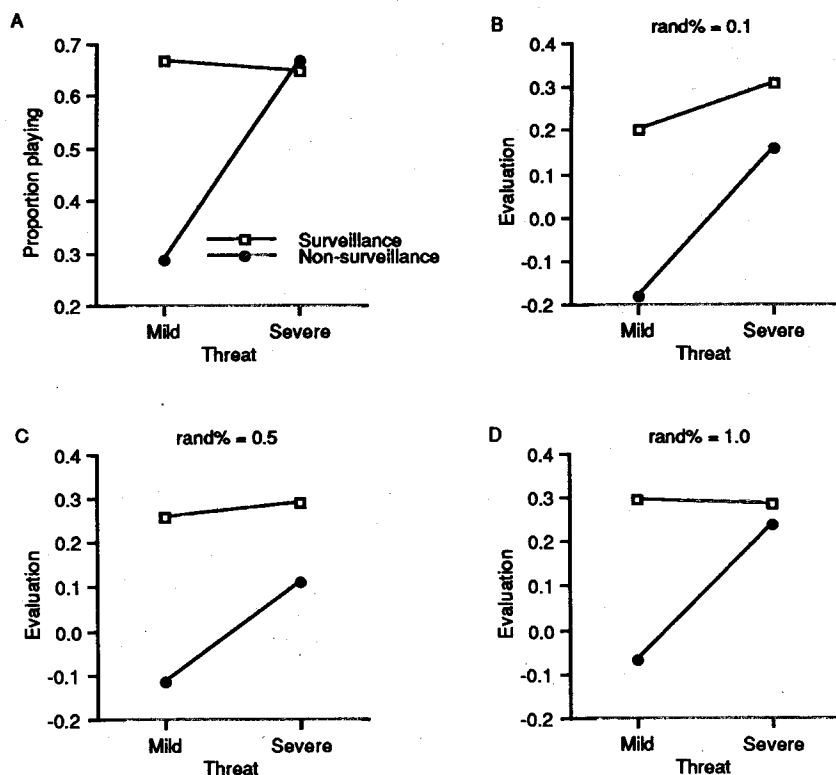 A
Proportion playing
0.7
0.6
0.5
0.4
0.3
0.2
Surveillance
Non-surveillance
Mild
Severe
Threat
B
rand% = 0.1
Evaluation
0.4
0.3
0.2
0.1
0.0
-0.1
-0.2
Mild
Severe
Threat
C
rand% = 0.5
Evaluation
0.4
0.3
0.2
0.1
0.0
-0.1
-0.2
Mild
Severe
Threat
D
rand% = 1.0
Evaluation
0.4
0.3
0.2
0.1
0.0
-0.1
-0.2
Mild
Severe
Threat